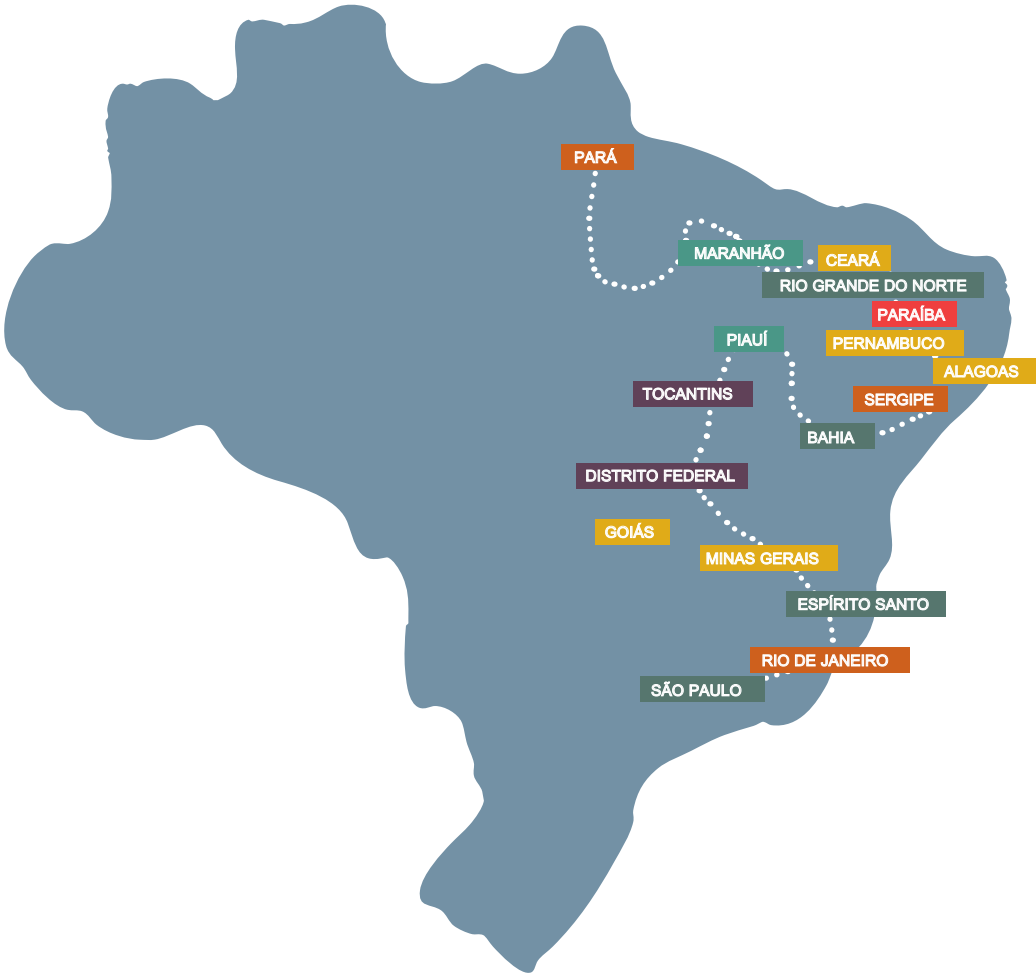 PARÁ
MARANHÃO
CEARÁ
RIO GRANDE DO NORTE
PARAÍBA
PIAUÍ
PERNAMBUCO
ALAGOAS
TOCANTINS
SERGIPE
BAHIA
DISTRITO FEDERAL
GOIÁS
MINAS GERAIS
ESPÍRITO SANTO
RIO DE JANEIRO
SÃO PAULO